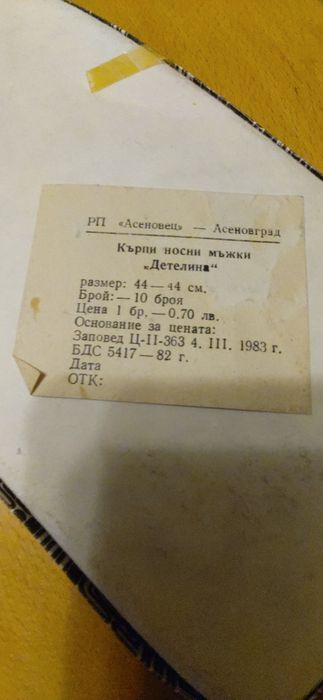 РП «Асеновец» — Асеновград
Кърпи носни мъжки
„Детелина“
размер: 44—44 см.
Брой: — 10 броя
Цена 1 бр. —0.70 лв.
Основание за цената:
Заповед Ц-II-363 4. III. 1983 г.
БДС 5417—82 г.
Дата
ОТК: